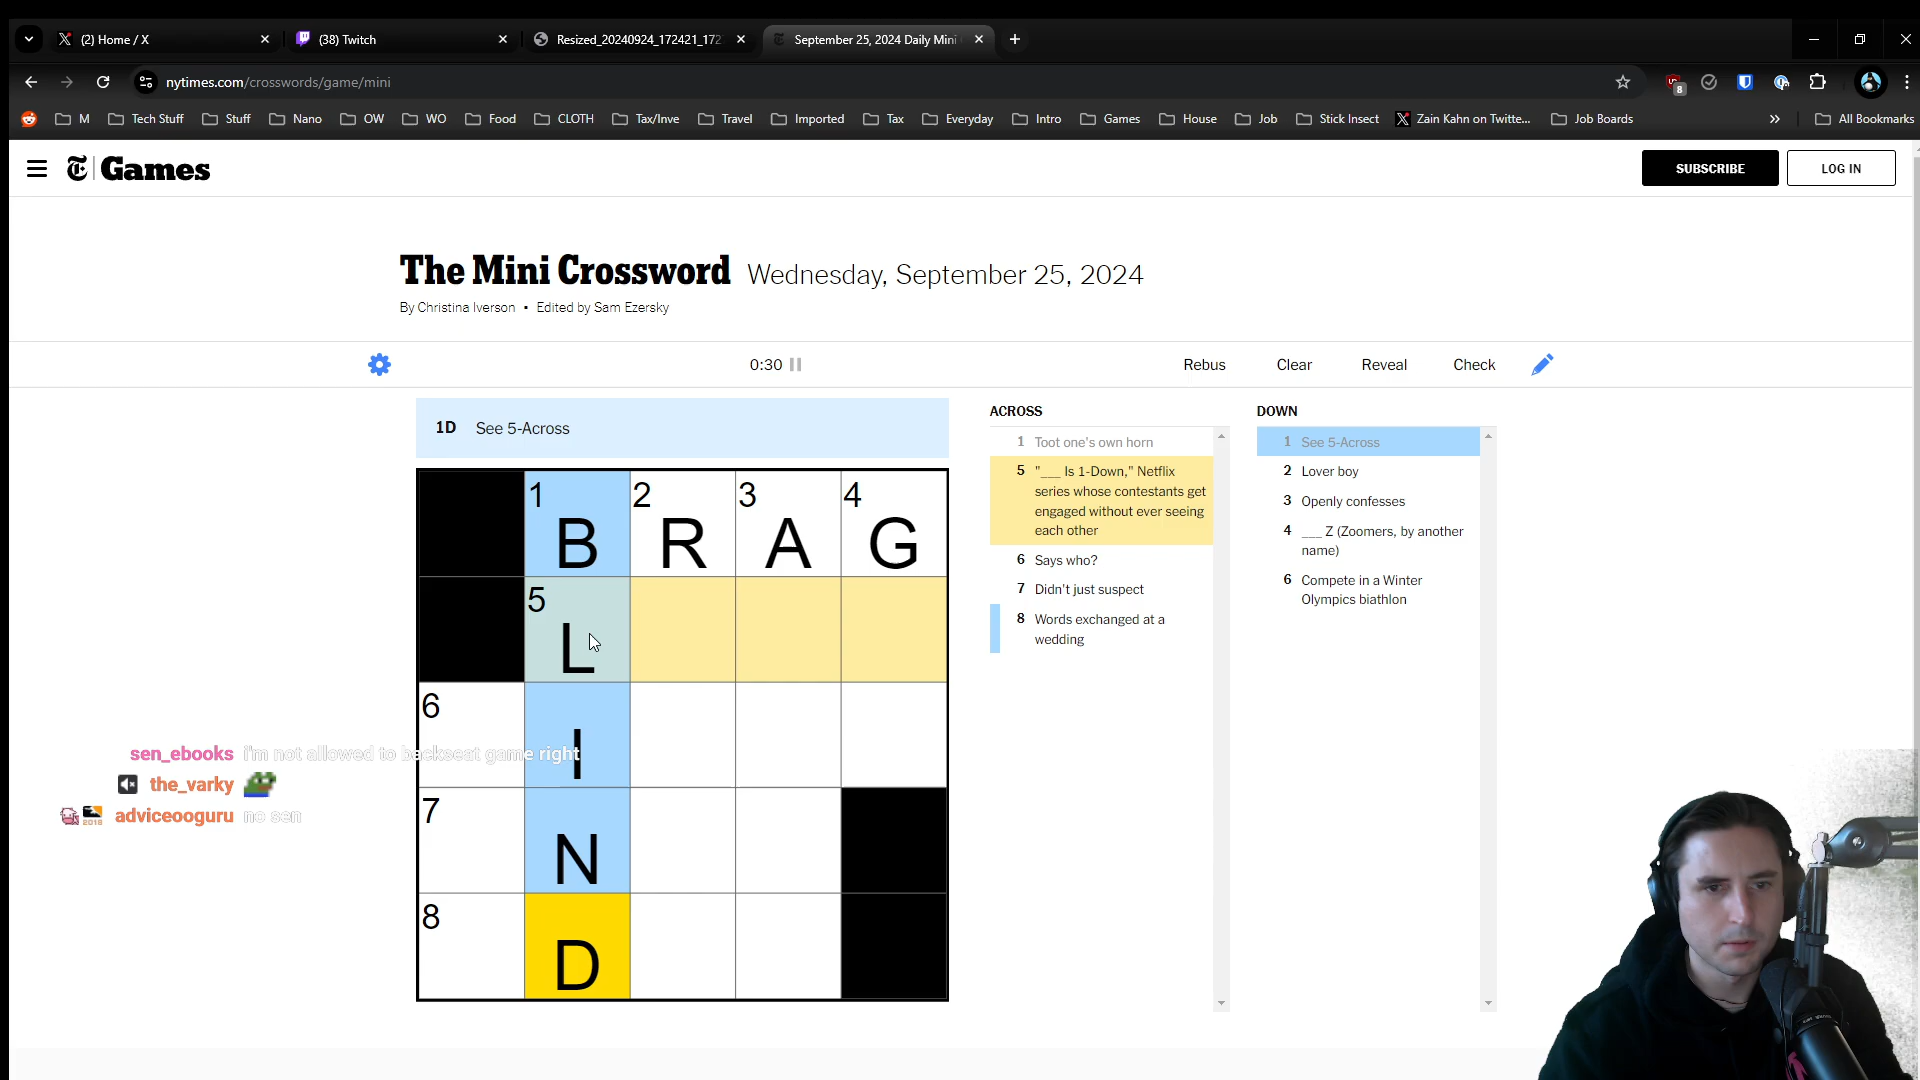 (2) Home / X
(38) Twitch
Resized_20240924_172421_172
September 25, 2024 Daily Mini
nytimes.com/crosswords/game/mini
8
M
Tech Stuff
Stuff
Nano
OW
WO
Food
CLOTH
Tax/Inve
Travel
Imported
Tax
Everyday
Intro
Games
House
Job
Stick Insect
Zain Kahn on Twitte...
Job Boards
»
All Bookmarks
T Games
SUBSCRIBE
LOG IN
The Mini Crossword Wednesday, September 25, 2024
By Christina Iverson • Edited by Sam Ezersky
0:30
Rebus
Clear
Reveal
Check
1D See 5-Across
1 B
2 R
3 A
4 G
5 L
6
I
7
N
8
D
ACROSS
1 Toot one's own horn
5 "___ Is 1-Down," Netflix
series whose contestants get
engaged without ever seeing
each other
6 Says who?
7 Didn't just suspect
8 Words exchanged at a
wedding
DOWN
1 See 5-Across
2 Lover boy
3 Openly confesses
4 ___ Z (Zoomers, by another
name)
6 Compete in a Winter
Olympics biathlon
sen_ebooks i'm not allowed to backseat game right
the_varky
2018 adviceooguru no sen